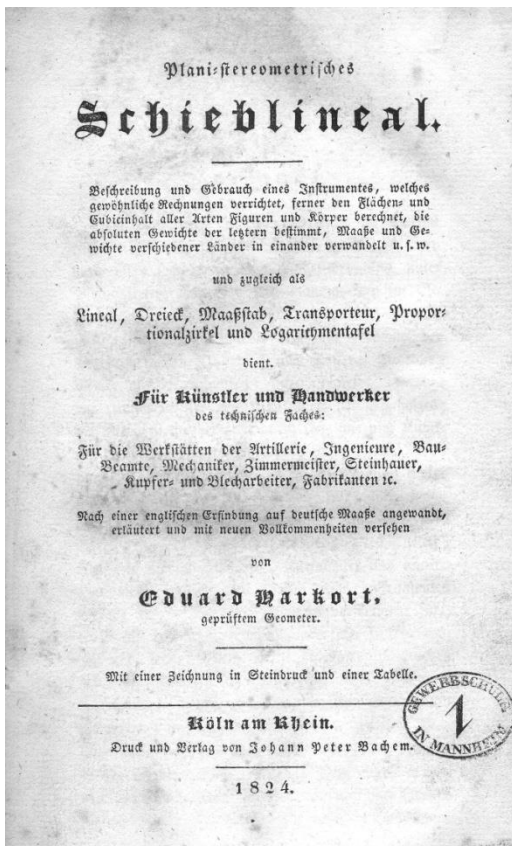 Plani-stereometrisches
Schieblineal.
Beschreibung und Gebrauch eines Instrumentes, welches
gewöhnliche Rechnungen verrichtet, ferner den Flächen- und
Cubicinhalt aller Arten Figuren und Körper berechnet, die
absoluten Gewichte der letztern bestimmt, Maaße und Ge-
wichte verschiedener Länder in einander verwandelt u. s. w.
und zugleich als
Lineal, Dreieck, Maaßstab, Transporteur, Propor-
tionalzirkel und Logarithmentafel
dient.
Für Künstler und Handwerker
des technischen Faches:
Für die Werkstätten der Artillerie, Ingenieure, Bau-
Beamte, Mechaniker, Zimmermeister, Steinhauer,
Kupfer- und Blecharbeiter, Fabrikanten ꝛc.
Nach einer englischen Erfindung auf deutsche Maaße angewandt,
erläutert und mit neuen Vollkommenheiten versehen
von
Eduard Harkort,
geprüftem Geometer.
Mit einer Zeichnung in Steindruck und einer Tabelle.
GEWERBSCHULE
1
IN MANNHEIM
Köln am Rhein.
Druck und Verlag von Johann Peter Bachem.
1824.